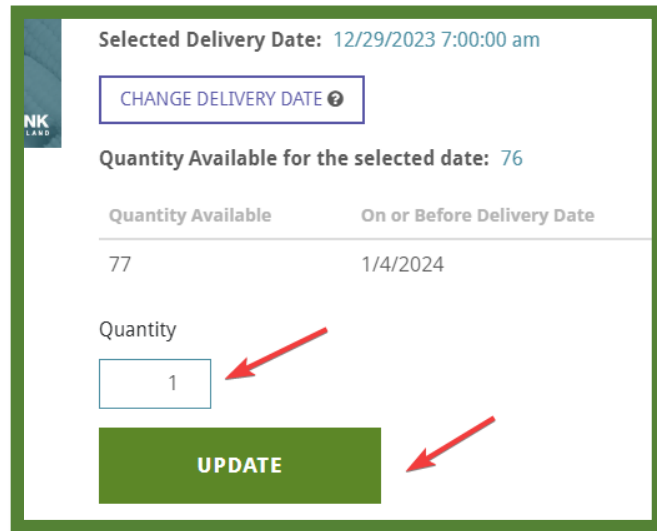 Selected Delivery Date: 12/29/2023 7:00:00 am
CHANGE DELIVERY DATE ?
NK
LAND
Quantity Available for the selected date: 76
Quantity Available On or Before Delivery Date
77 1/4/2024
Quantity
1
UPDATE